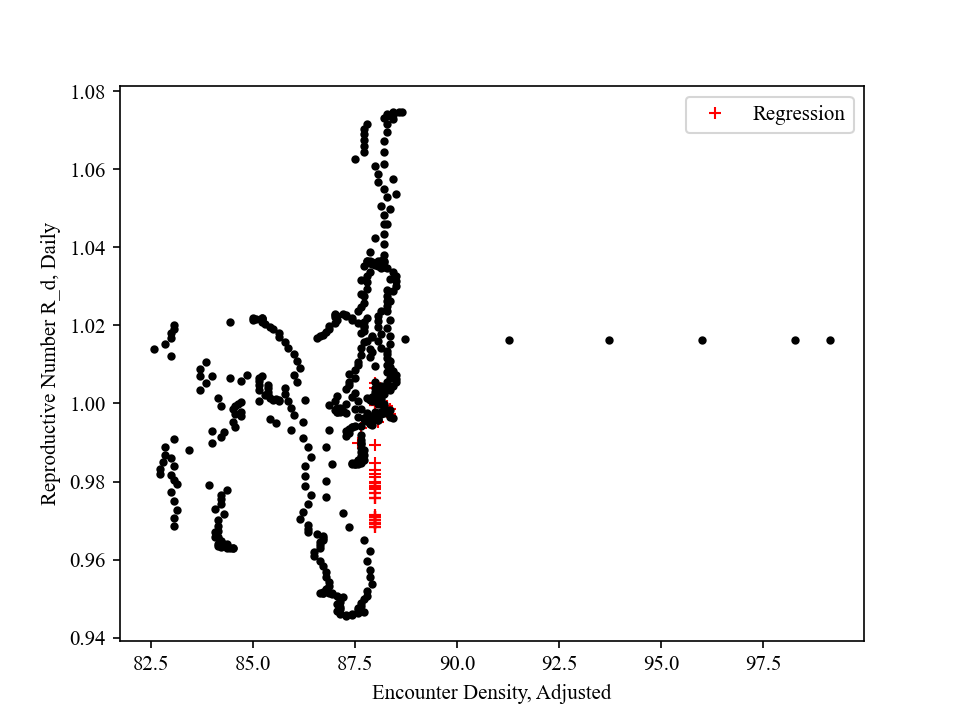 Regression
1.08
1.06
1.04
1.02
1.00
0.98
0.96
0.94
Reproductive Number R_d, Daily
82.5 85.0 87.5 90.0 92.5 95.0 97.5
Encounter Density, Adjusted